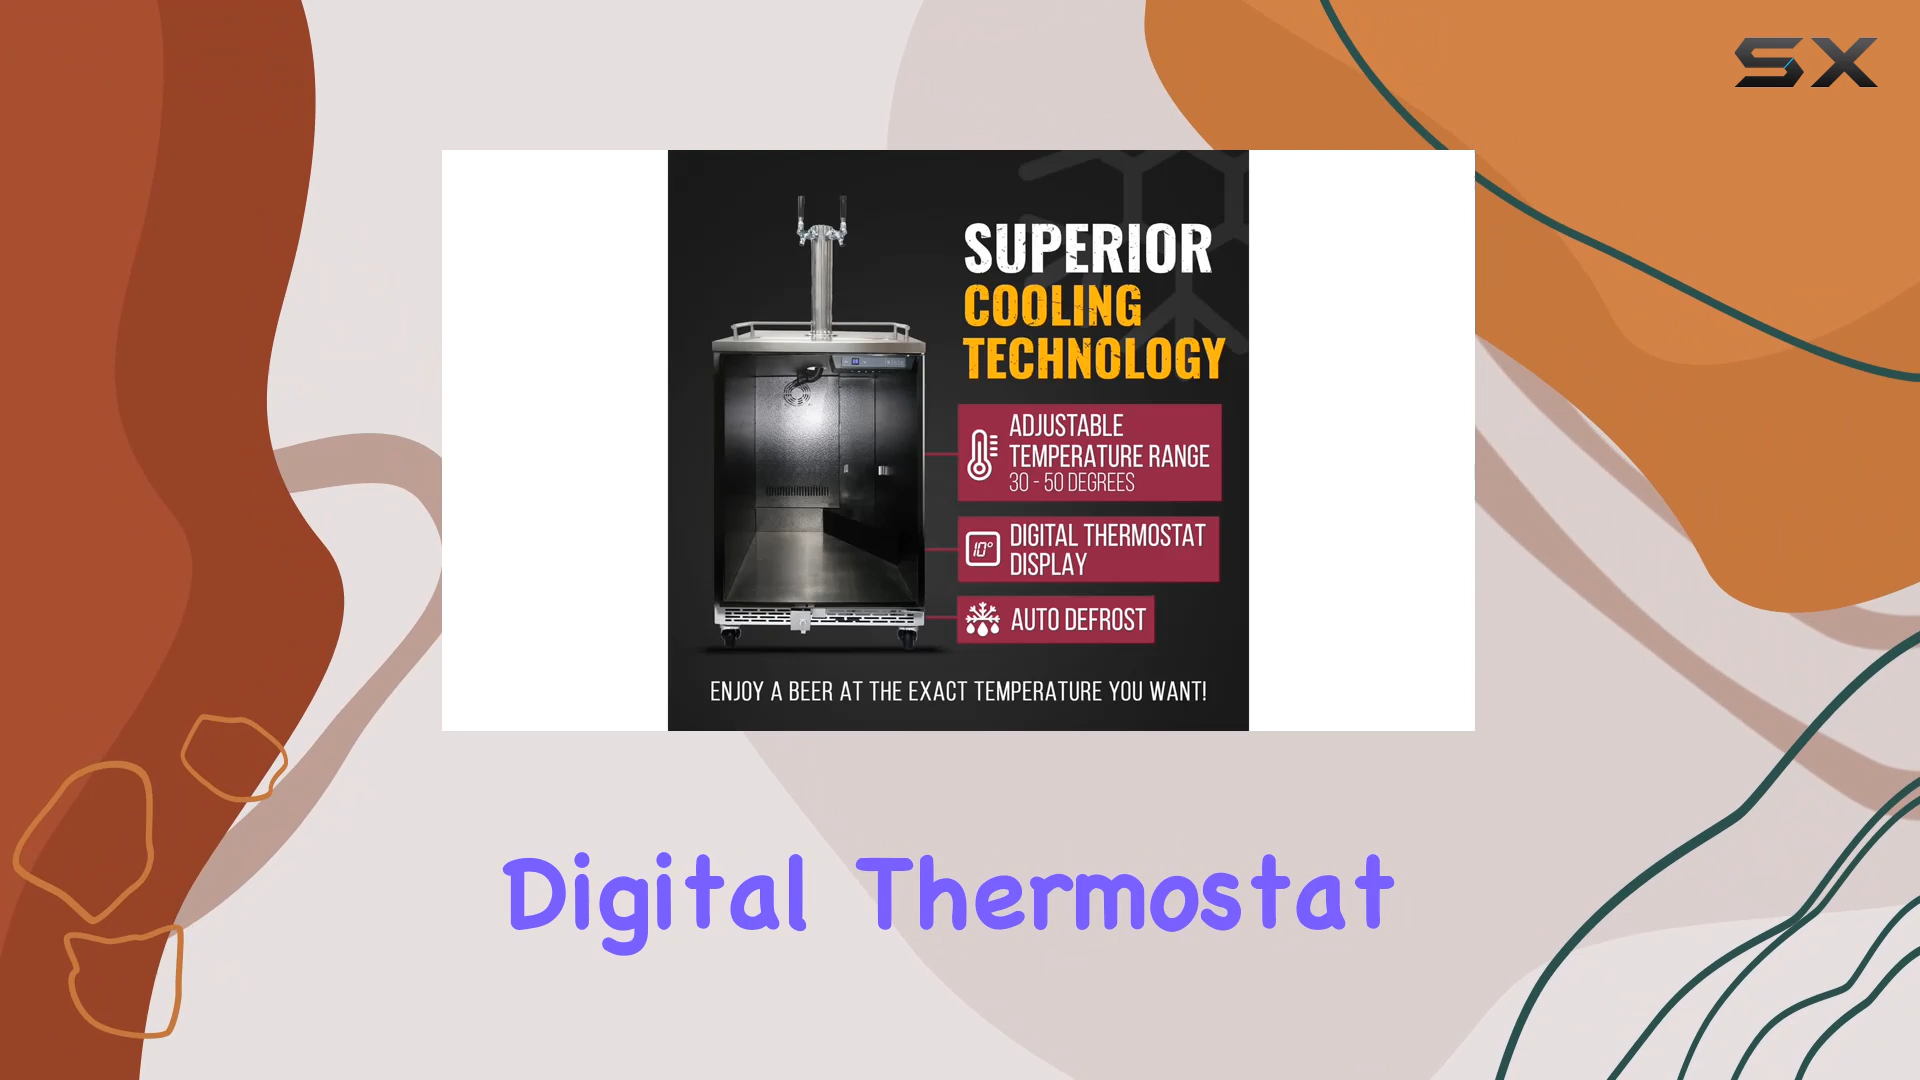 SX
SUPERIOR
COOLING
TECHNOLOGY
ADJUSTABLE
TEMPERATURE RANGE
30 - 50 DEGREES
10°
DIGITAL THERMOSTAT
DISPLAY
AUTO DEFROST
ENJOY A BEER AT THE EXACT TEMPERATURE YOU WANT!
Digital Thermostat